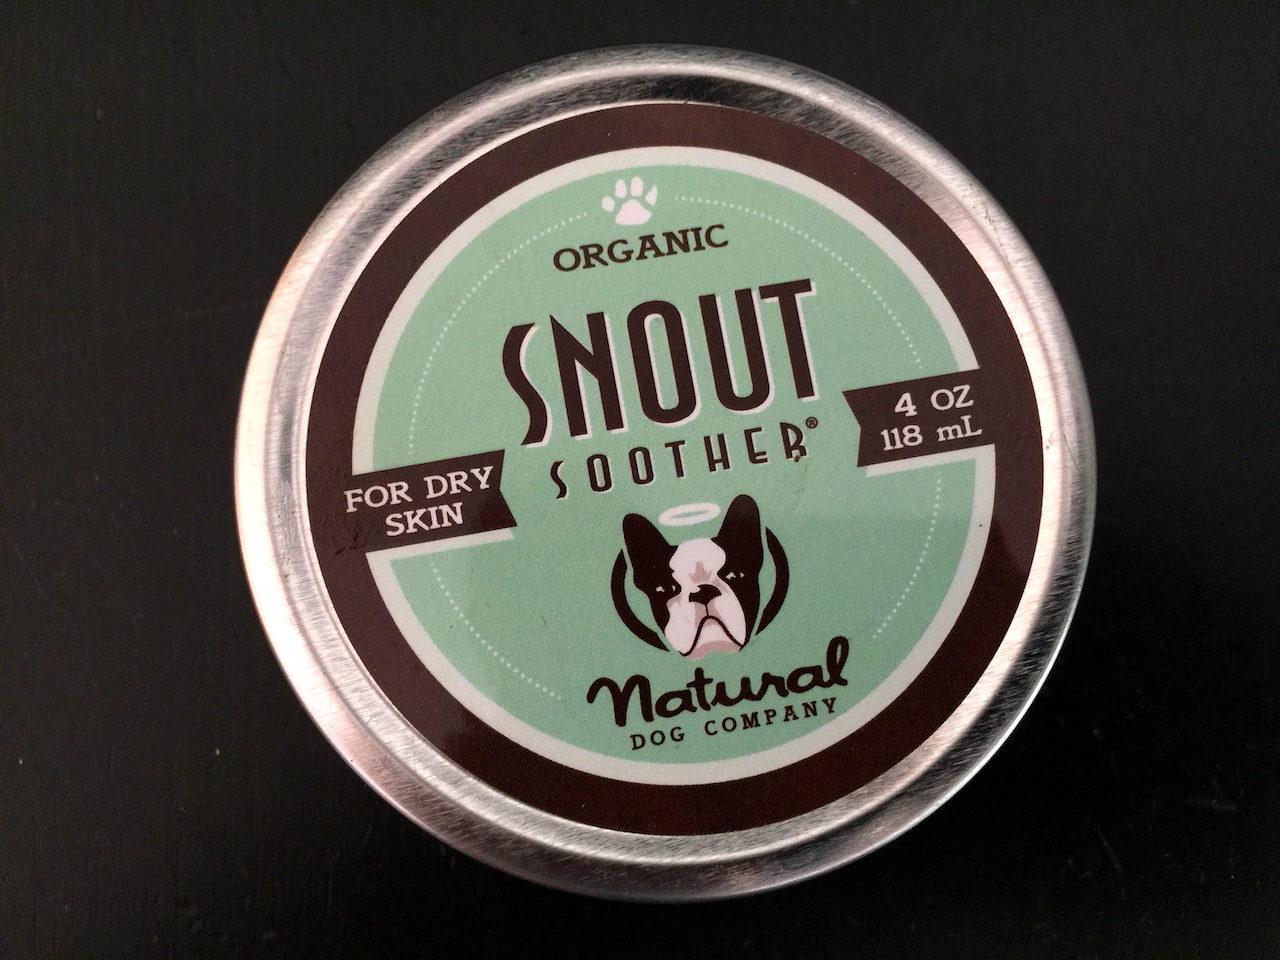 ORGANIC
SNOUT
SOOTHER®
4 OZ
118 mL
FOR DRY
SKIN
Natural
DOG COMPANY